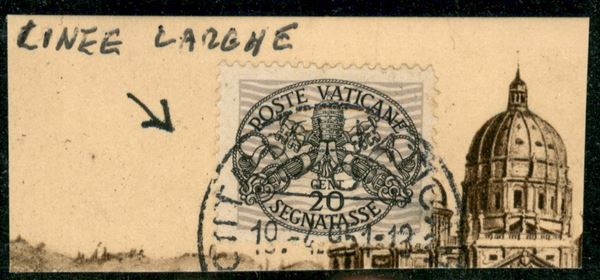 LINEE LARGHE
POSTE VATICANE
CENT.
20
SEGNATASSE